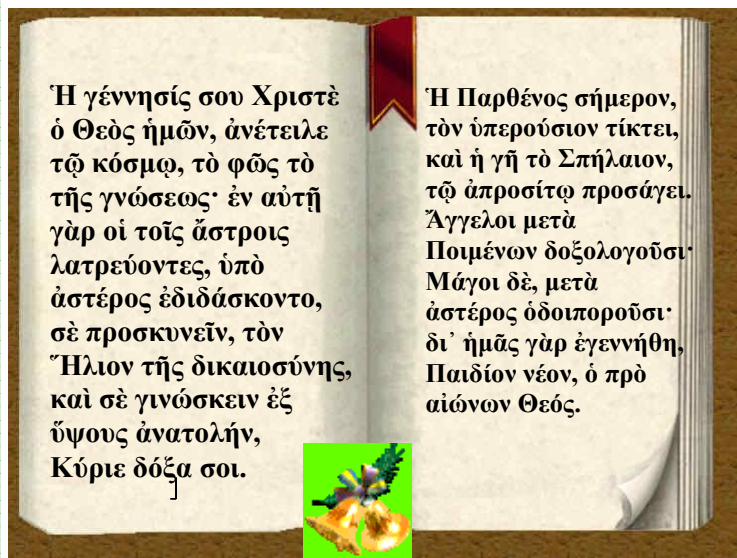 Ἡ γέννησίς σου Χριστὲ
ὁ Θεὸς ἡμῶν, ἀνέτειλε
τῷ κόσμῳ, τὸ φῶς τὸ
τῆς γνώσεως· ἐν αὐτῇ
γὰρ οἱ τοῖς ἄστροις
λατρεύοντες, ὑπὸ
ἀστέρος ἐδιδάσκοντο,
σὲ προσκυνεῖν, τὸν
Ἥλιον τῆς δικαιοσύνης,
καὶ σὲ γινώσκειν ἐξ
ὕψους ἀνατολήν,
Κύριε δόξα σοι.
Ἡ Παρθένος σήμερον,
τὸν ὑπερούσιον τίκτει,
καὶ ἡ γῆ τὸ Σπήλαιον,
τῷ ἀπροσίτῳ προσάγει.
Ἄγγελοι μετὰ
Ποιμένων δοξολογοῦσι·
Μάγοι δὲ, μετὰ
ἀστέρος ὁδοιποροῦσι·
δι᾿ ἡμᾶς γὰρ ἐγεννήθη,
Παιδίον νέον, ὁ πρὸ
αἰώνων Θεός.